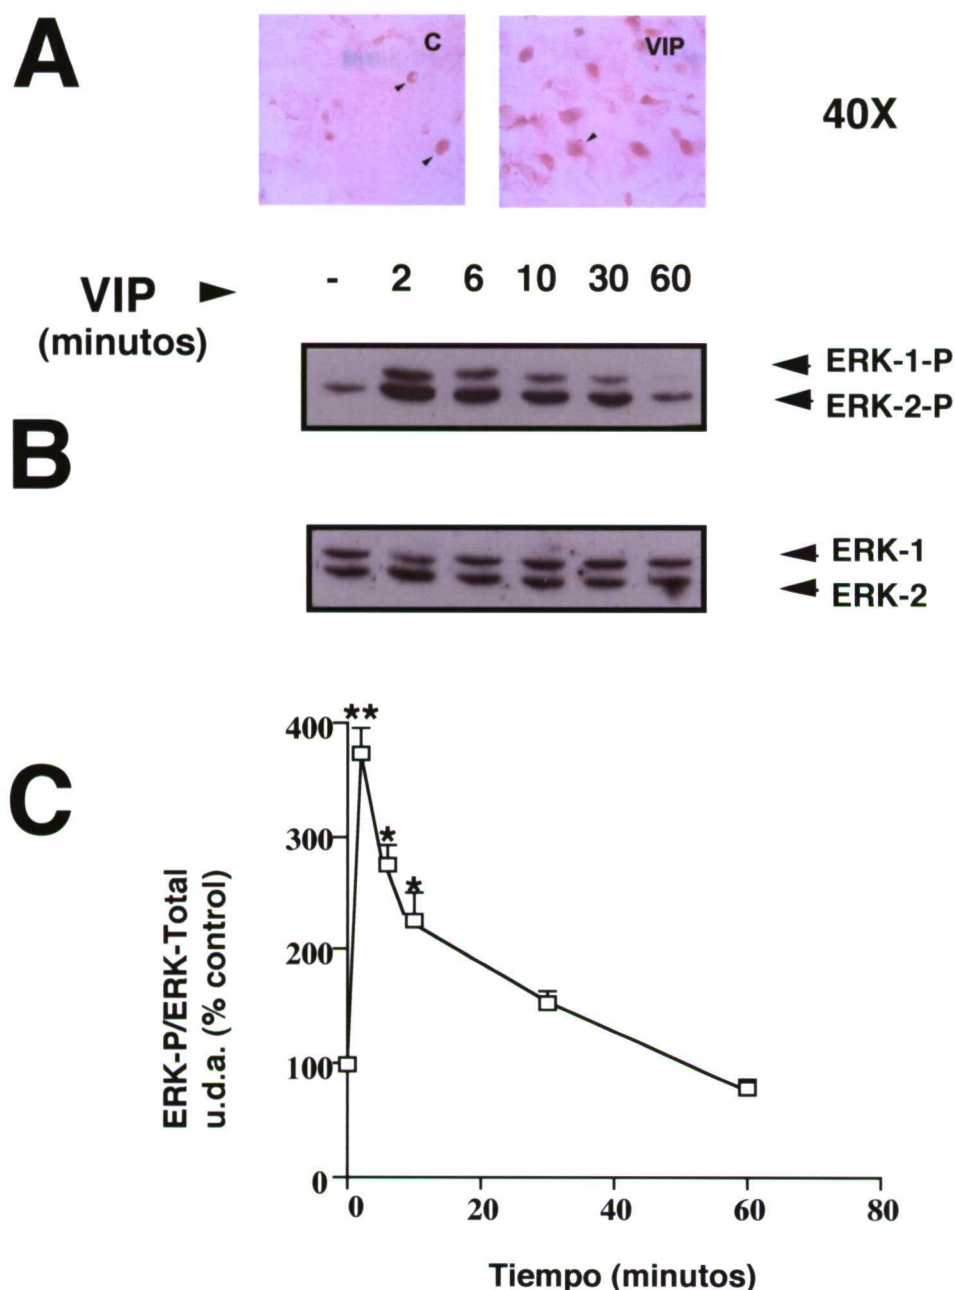 A
C
VIP
40X
VIP
(minutos)
- 2 6 10 30 60
ERK-1-P
ERK-2-P
B
ERK-1
ERK-2
C
ERK-P/ERK-Total
u.d.a. (% control)
400
300
200
100
0
**
*
*
0 20 40 60 80
Tiempo (minutos)